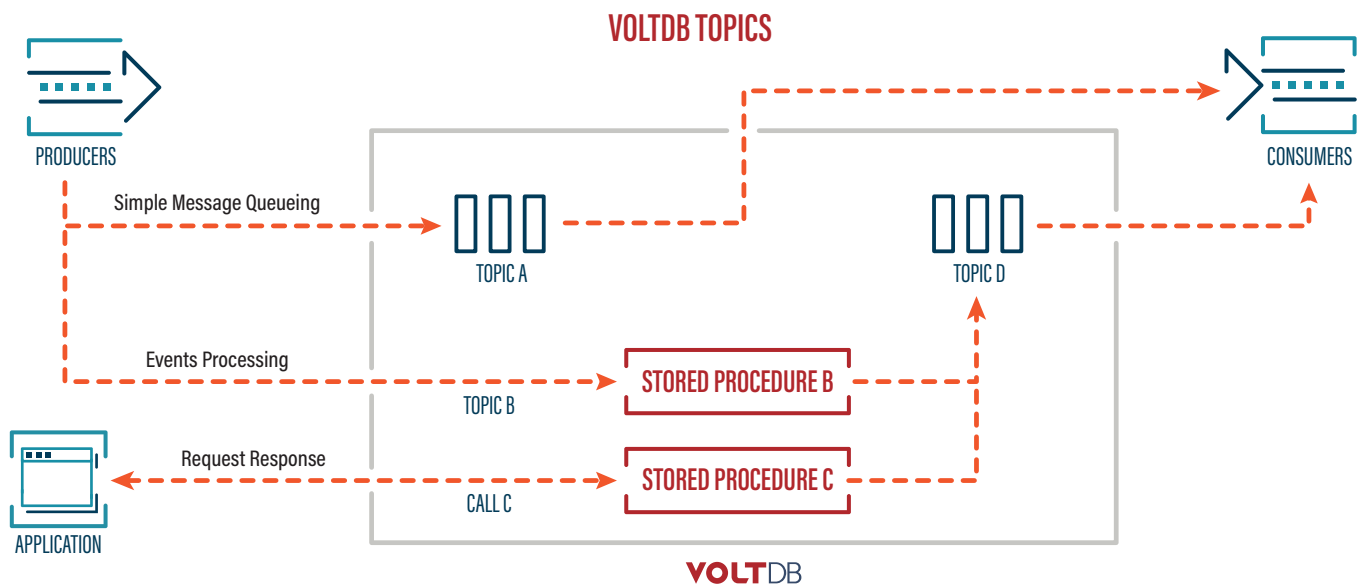 VOLTDB TOPICS
PRODUCERS
CONSUMERS
Simple Message Queueing
TOPIC A
TOPIC D
Events Processing
TOPIC B
STORED PROCEDURE B
Request Response
CALL C
STORED PROCEDURE C
APPLICATION
VOLTDB